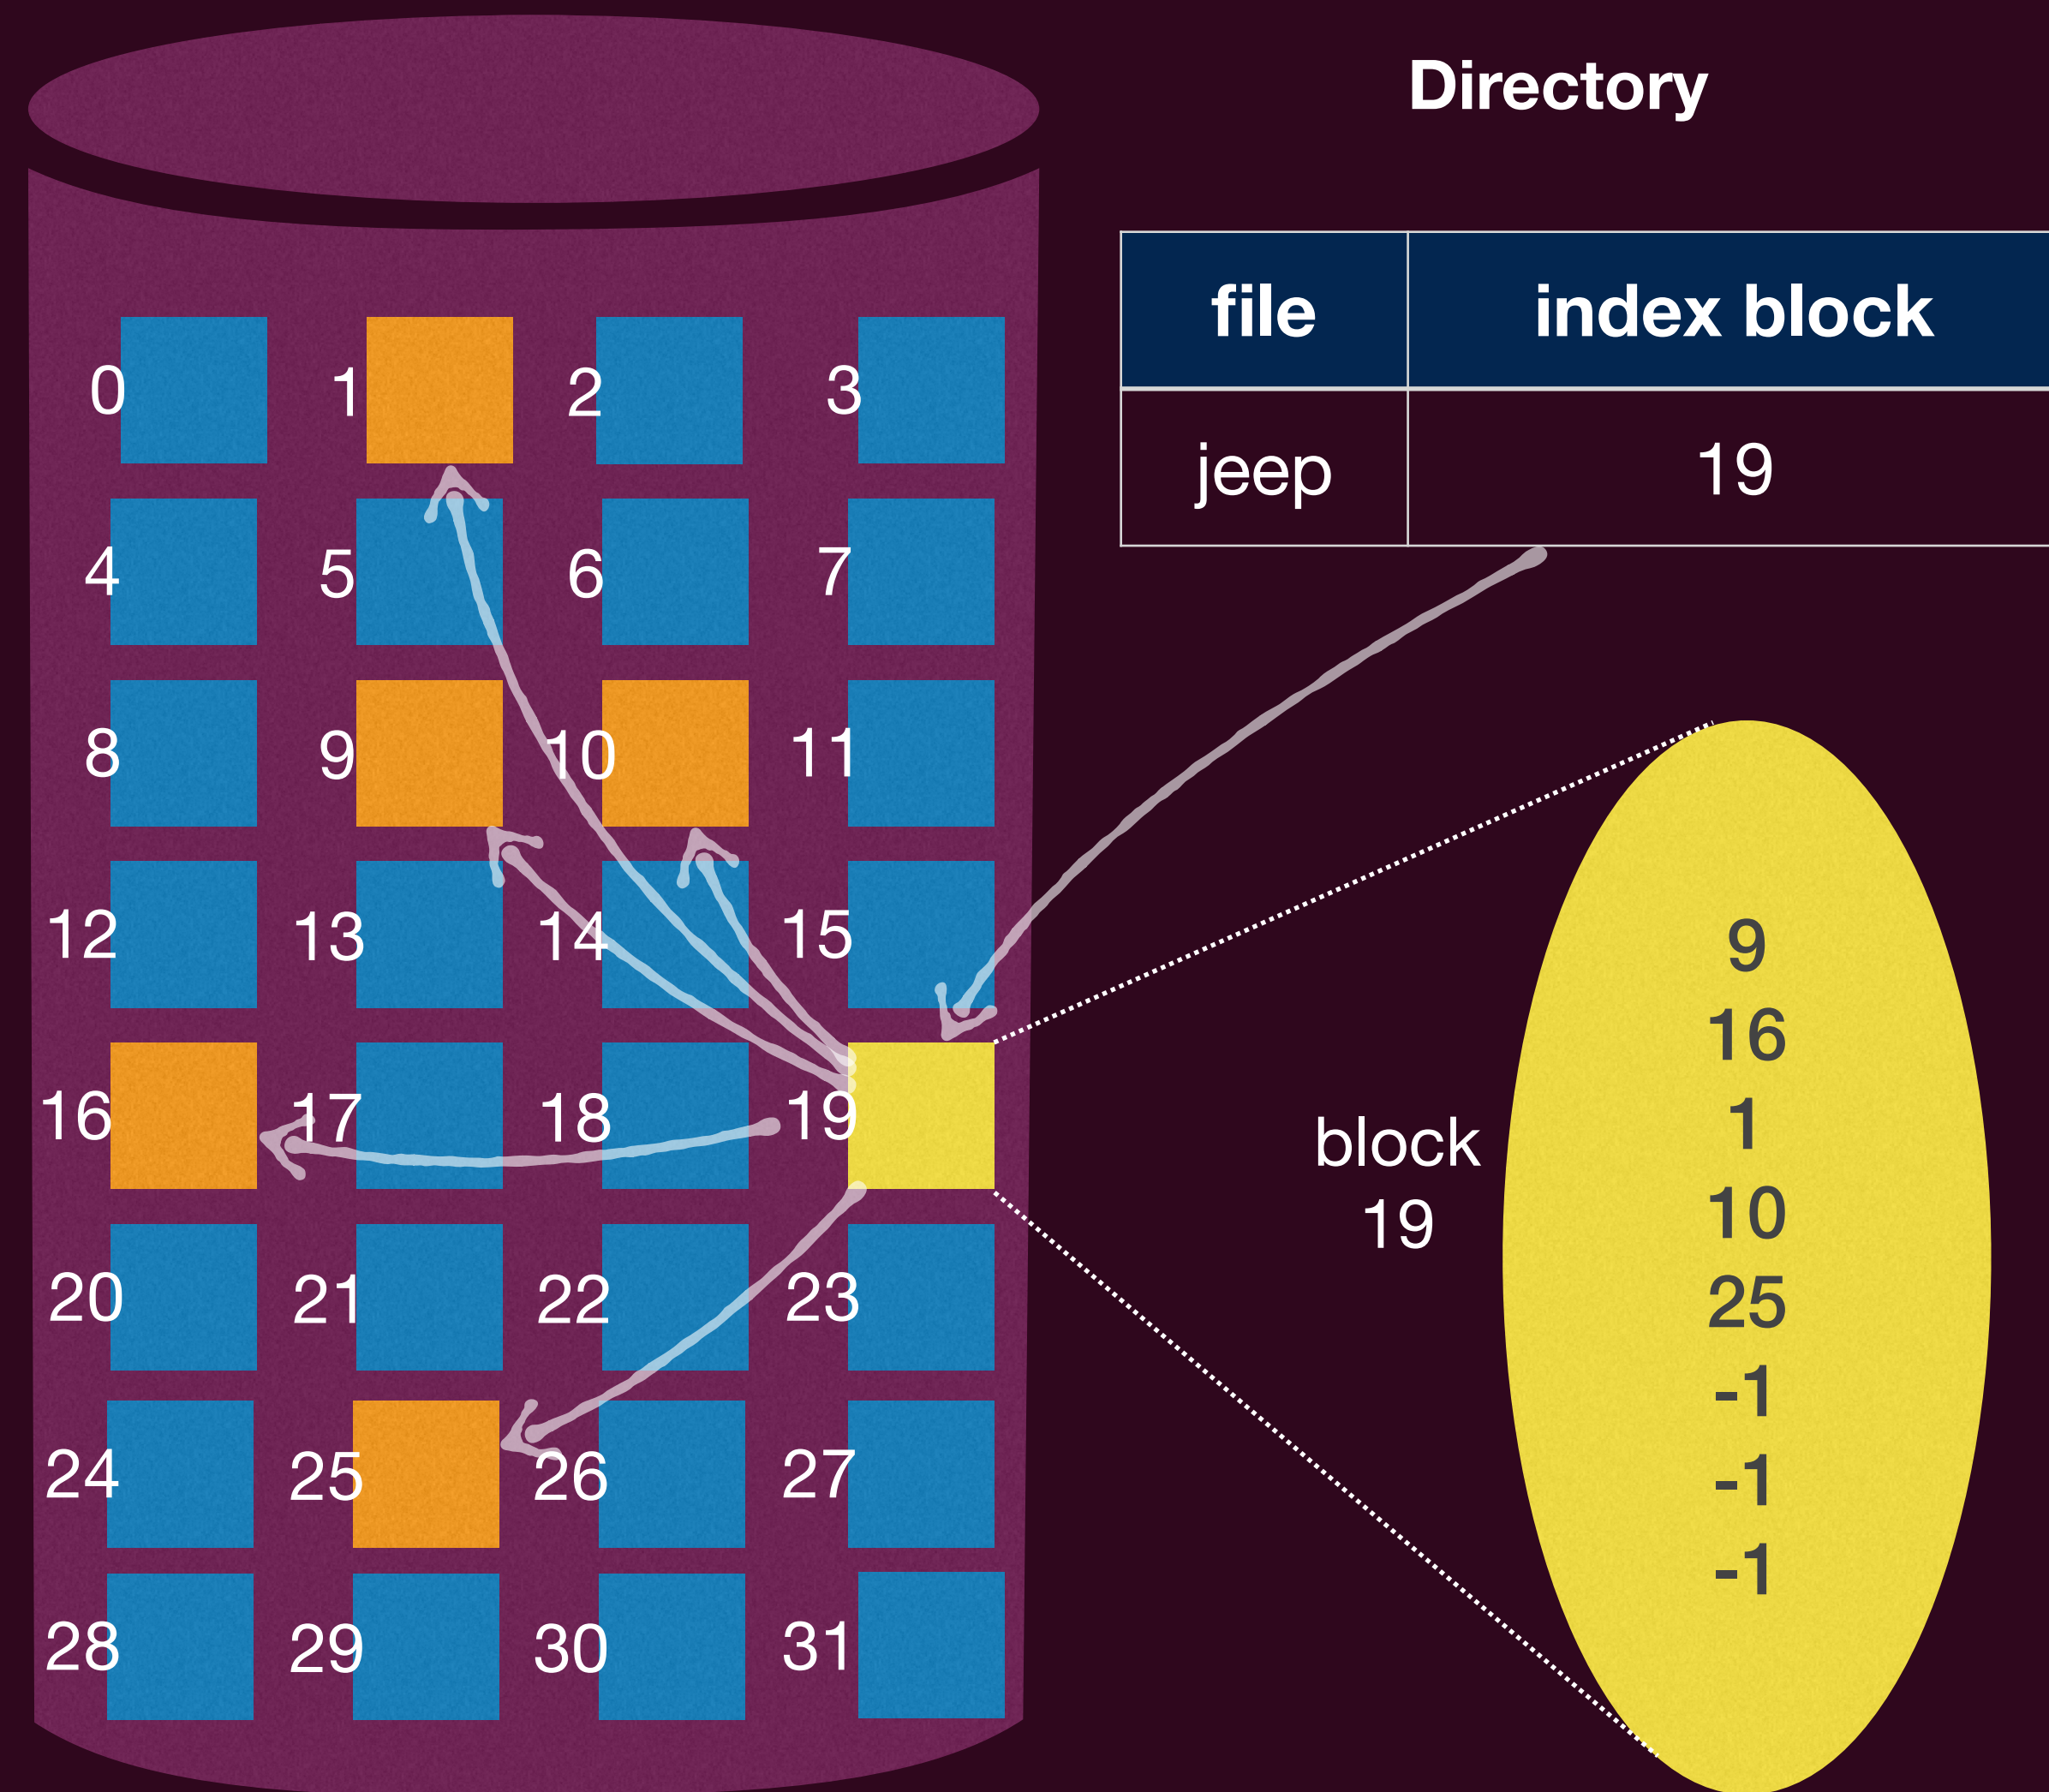 Directory
file index block
jeep 19
0 1 2 3
4 5 6 7
8 9 10 11
12 13 14 15
16 17 18 19
20 21 22 23
24 25 26 27
28 29 30 31
block
19
9
16
1
10
25
-1
-1
-1